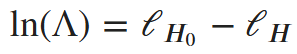 ln(Λ) = ℓ_{H_0} − ℓ_H